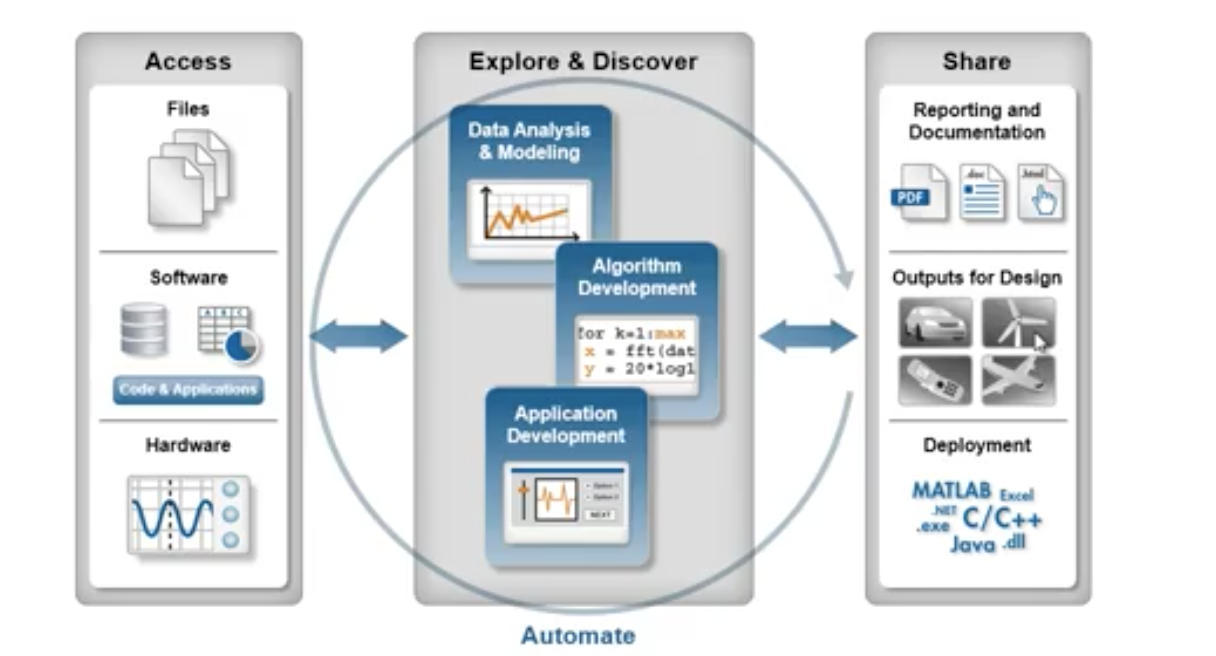 Access
Files
Software
A B C
Code & Applications
Hardware
Explore & Discover
Data Analysis
& Modeling
Algorithm
Development
for k=1:max
x = fft(dat
y = 20*log1
Application
Development
Option 1
Option 2
NEXT
Share
Reporting and
Documentation
PDF
.doc
.html
Outputs for Design
Deployment
MATLAB Excel
.NET
.exe C/C++
Java .dll
Automate